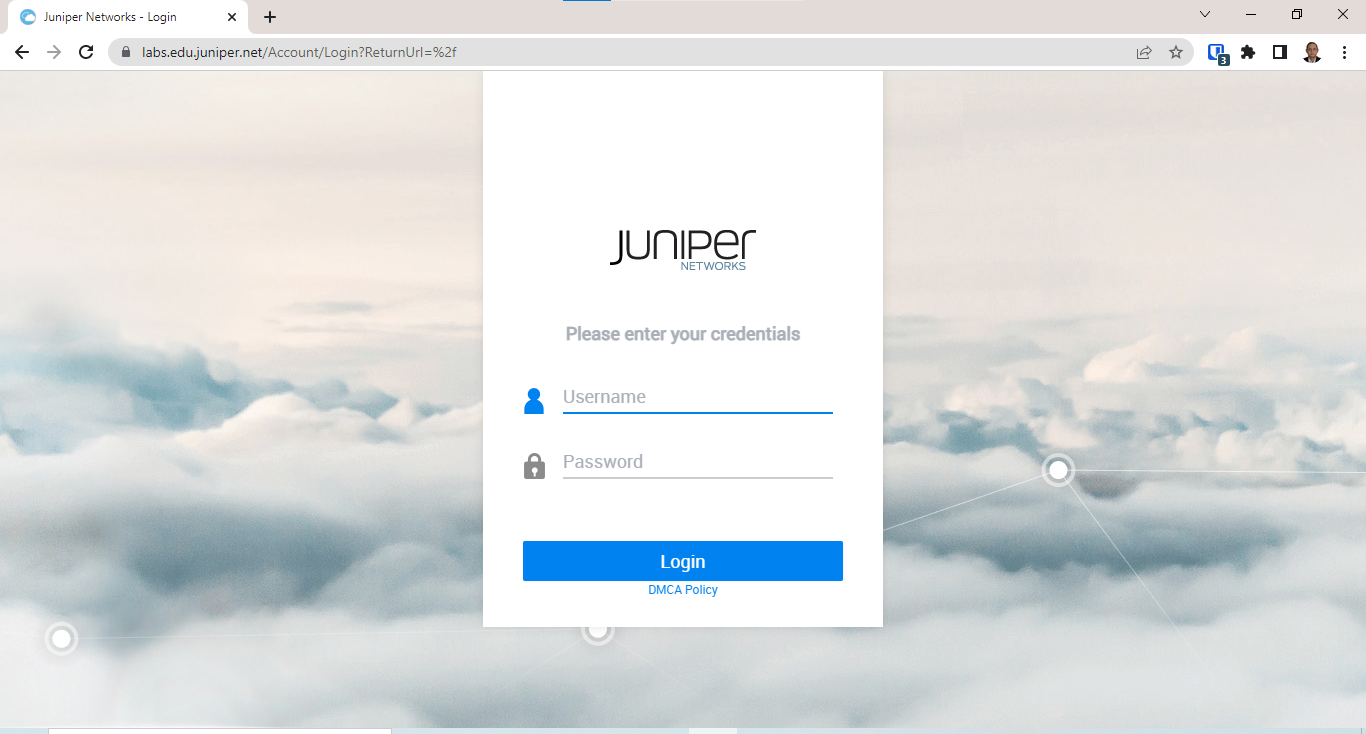 Juniper Networks - Login
labs.edu.juniper.net/Account/Login?ReturnUrl=%2f
3
JUNIPEr
NETWORKS
Please enter your credentials
Username
Password
Login
DMCA Policy